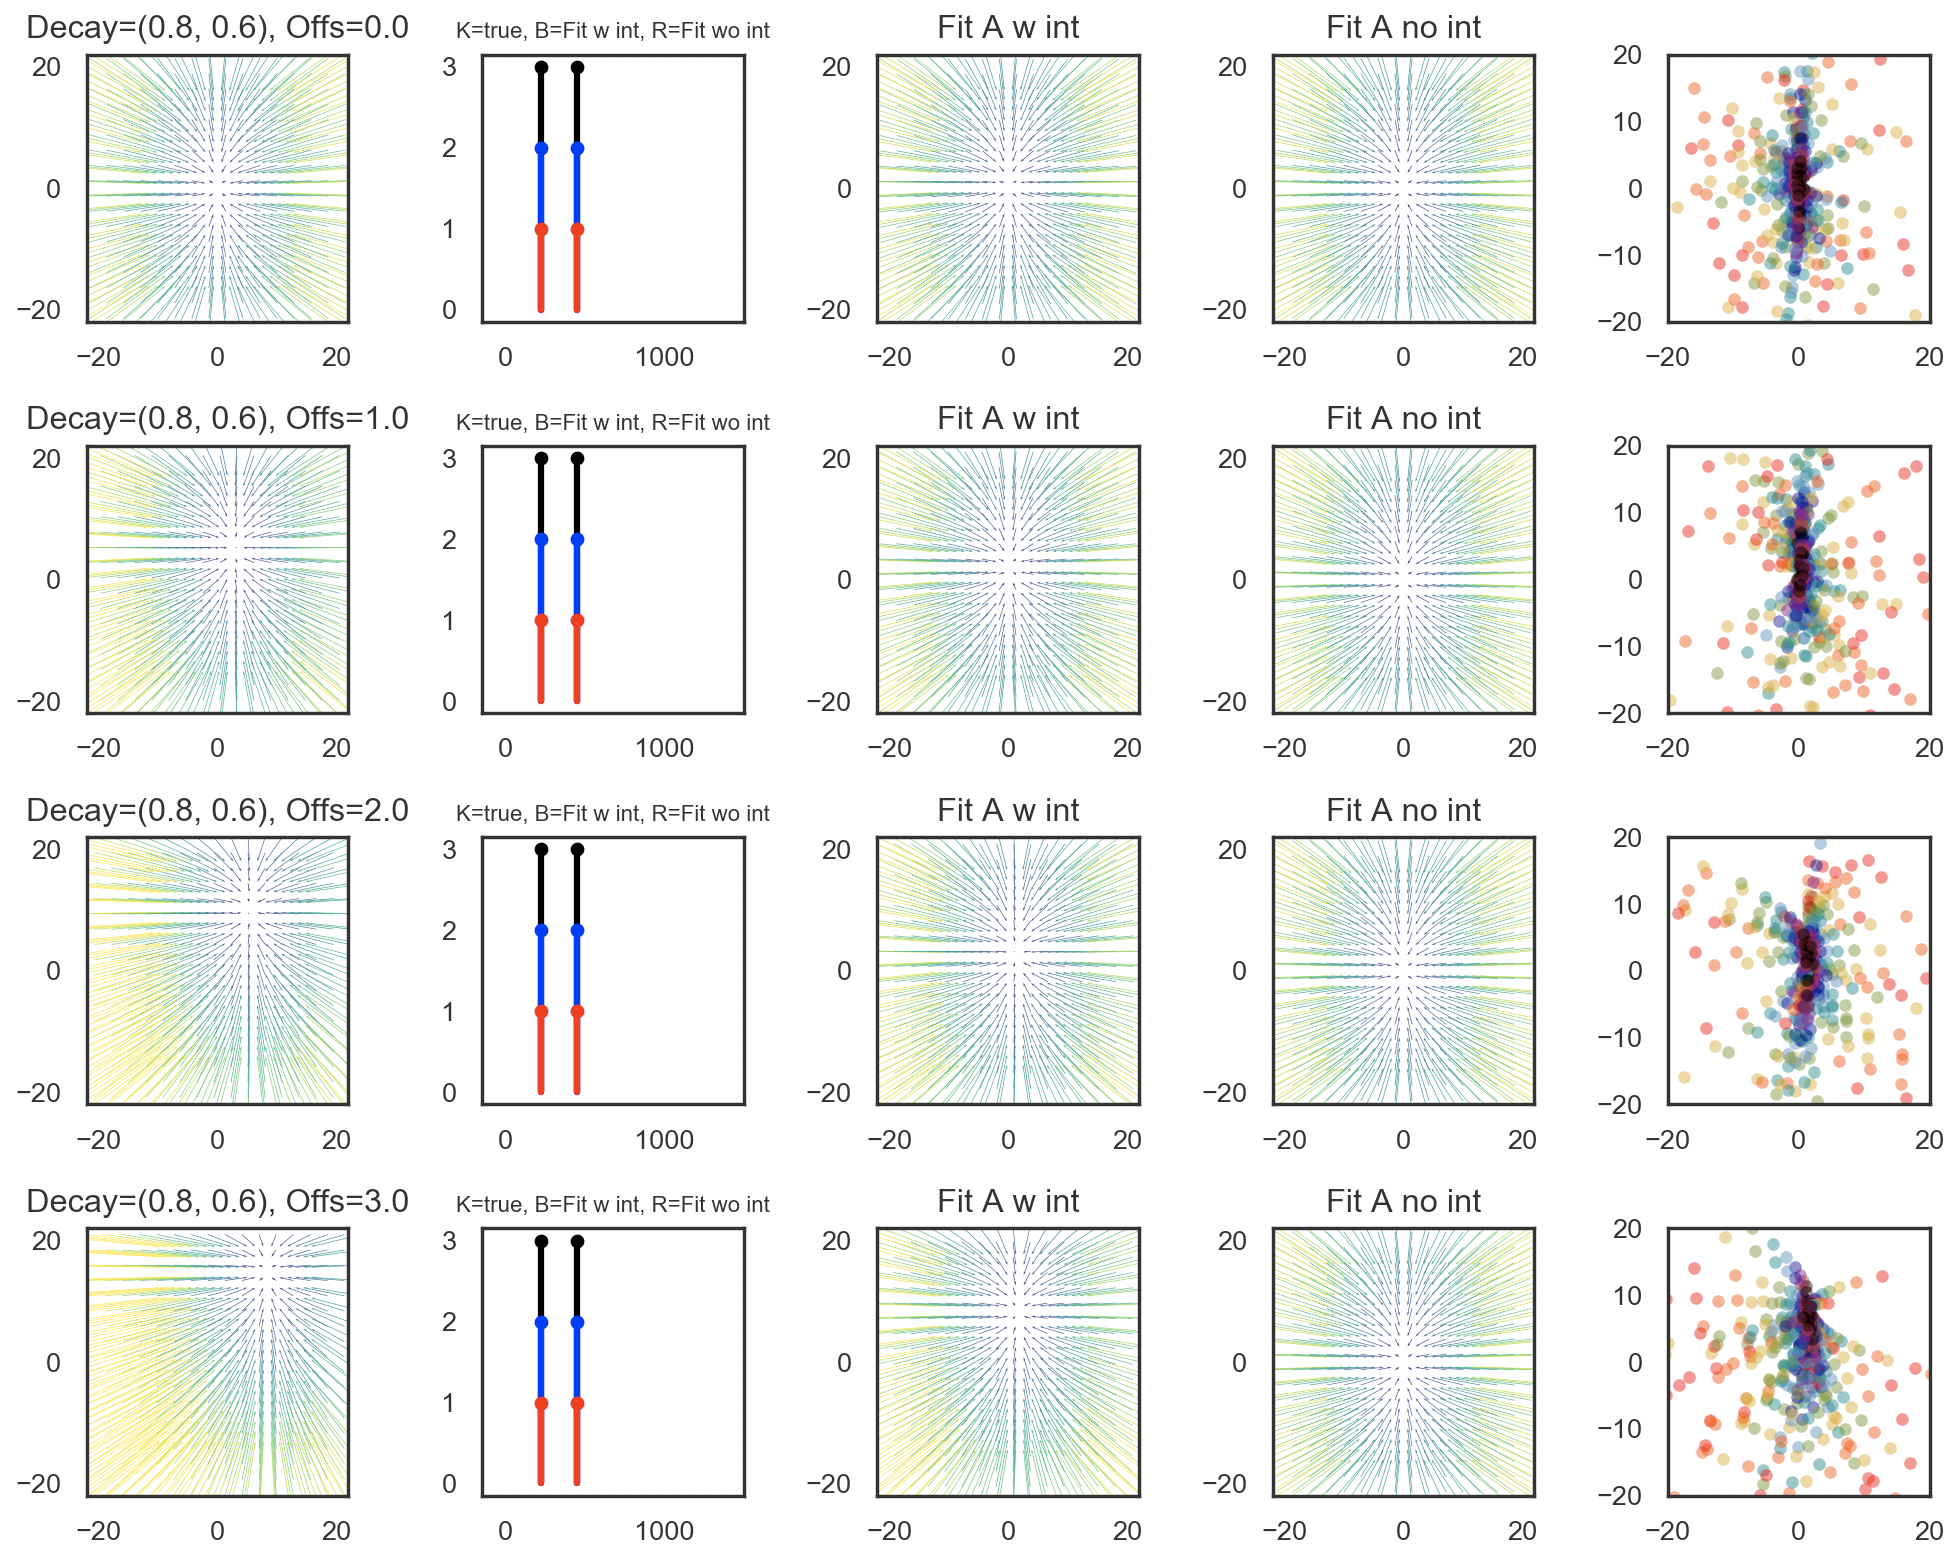 Decay=(0.8, 0.6), Offs=0.0 K=true, B=Fit w int, R=Fit wo int Fit A w int Fit A no int
20 3 20 20 20
2 10
0 0 0 0
1 −10
−20 0 −20 −20 −20
−20 0 20 0 1000 −20 0 20 −20 0 20 −20 0 20
Decay=(0.8, 0.6), Offs=1.0 K=true, B=Fit w int, R=Fit wo int Fit A w int Fit A no int
20 3 20 20 20
2 10
0 0 0 0
1 −10
−20 0 −20 −20 −20
−20 0 20 0 1000 −20 0 20 −20 0 20 −20 0 20
Decay=(0.8, 0.6), Offs=2.0 K=true, B=Fit w int, R=Fit wo int Fit A w int Fit A no int
20 3 20 20 20
2 10
0 0 0 0
1 −10
−20 0 −20 −20 −20
−20 0 20 0 1000 −20 0 20 −20 0 20 −20 0 20
Decay=(0.8, 0.6), Offs=3.0 K=true, B=Fit w int, R=Fit wo int Fit A w int Fit A no int
20 3 20 20 20
2 10
0 0 0 0
1 −10
−20 0 −20 −20 −20
−20 0 20 0 1000 −20 0 20 −20 0 20 −20 0 20